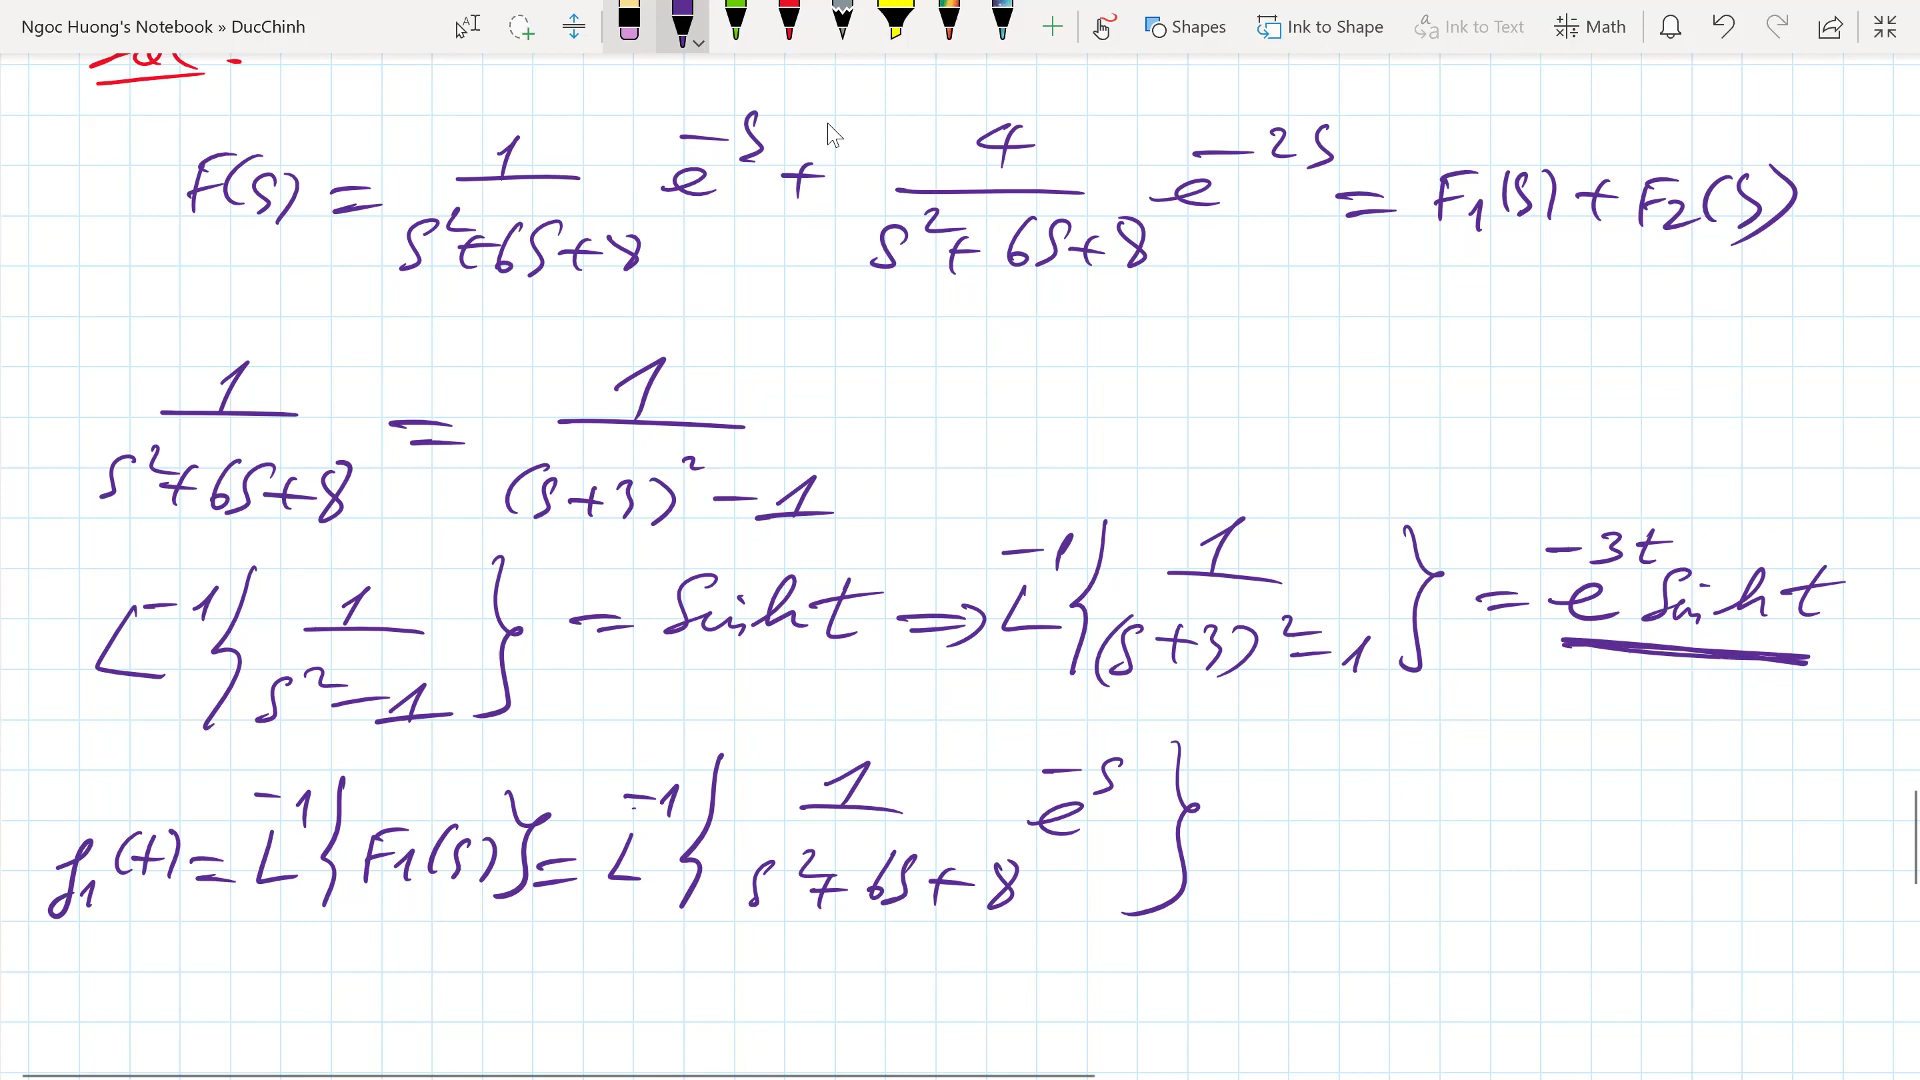 Ngoc Huong's Notebook » DucChinh Shapes Ink to Shape Ink to Text Math
F(s) = 1/(s²+6s+8) e^(-s) + 4/(s²+6s+8) e^(-2s) = F₁(s) + F₂(s)
1/(s²+6s+8) = 1/((s+3)²-1)
L⁻¹{1/(s²-1)} = Sinh t ⇒ L⁻¹{1/((s+3)²-1)} = e^(-3t) Sinh t
f₁(t) = L⁻¹{F₁(s)} = L⁻¹{1/(s²+6s+8) e^(-s)}